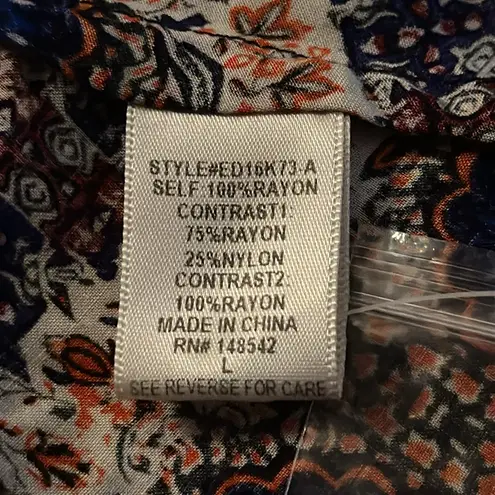 STYLE#ED16K73-A
SELF 100%RAYON
CONTRAST1:
75%RAYON
25%NYLON
CONTRAST2:
100%RAYON
MADE IN CHINA
RN# 148542
L
SEE REVERSE FOR CARE